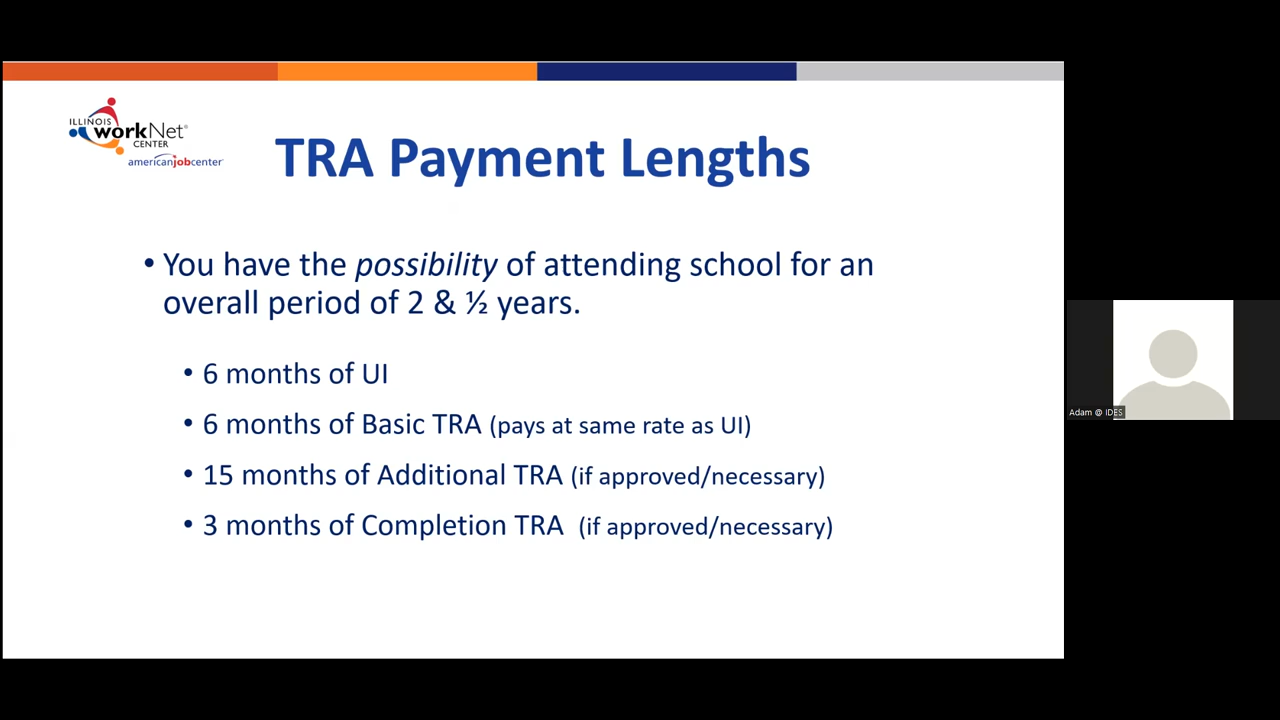 ILLINOIS
workNet®
CENTER
americanjobcenter
TRA Payment Lengths
• You have the possibility of attending school for an
overall period of 2 & ½ years.
• 6 months of UI
• 6 months of Basic TRA (pays at same rate as UI)
• 15 months of Additional TRA (if approved/necessary)
• 3 months of Completion TRA (if approved/necessary)
Adam @ IDES